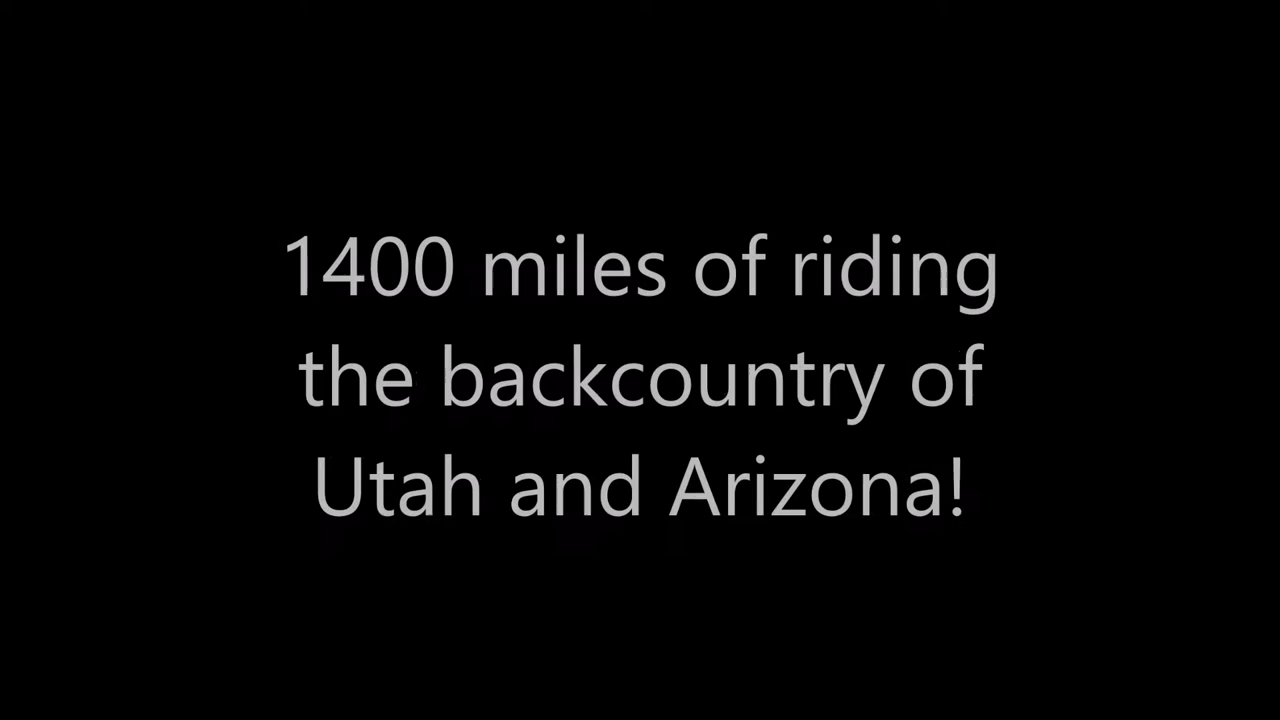 1400 miles of riding
the backcountry of
Utah and Arizona!